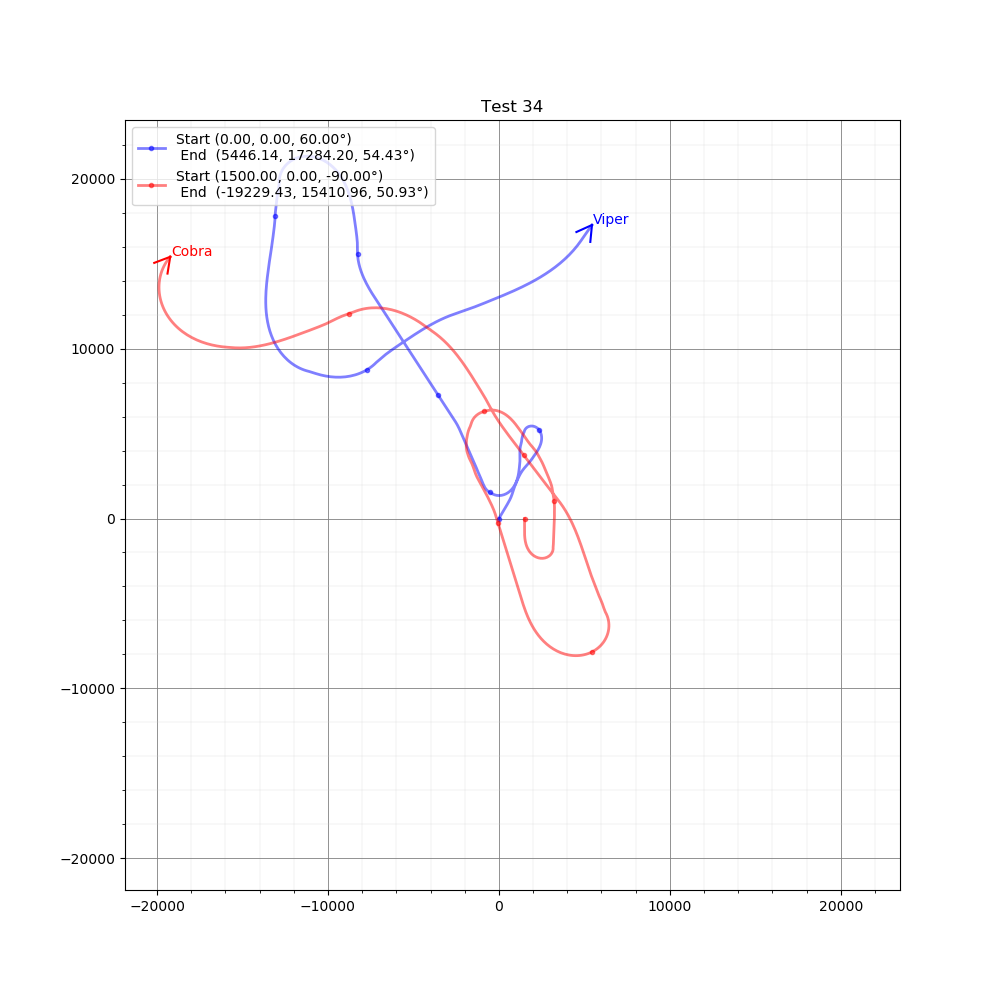 Test 34
Start (0.00, 0.00, 60.00°)
End (5446.14, 17284.20, 54.43°)
Start (1500.00, 0.00, -90.00°)
End (-19229.43, 15410.96, 50.93°)
Viper
Cobra
20000
10000
0
−10000
−20000
−20000
−10000
0
10000
20000